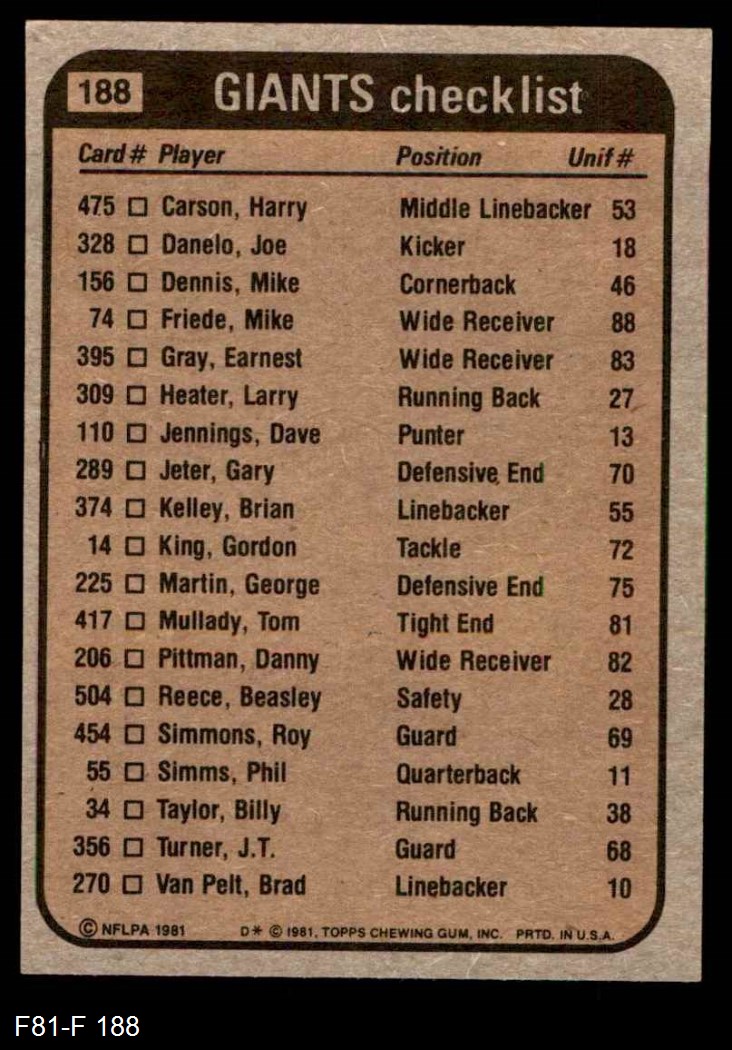 188 GIANTS checklist
Card # Player Position Unif #
475 □ Carson, Harry Middle Linebacker 53
328 □ Danelo, Joe Kicker 18
156 □ Dennis, Mike Cornerback 46
74 □ Friede, Mike Wide Receiver 88
395 □ Gray, Earnest Wide Receiver 83
309 □ Heater, Larry Running Back 27
110 □ Jennings, Dave Punter 13
289 □ Jeter, Gary Defensive End 70
374 □ Kelley, Brian Linebacker 55
14 □ King, Gordon Tackle 72
225 □ Martin, George Defensive End 75
417 □ Mullady, Tom Tight End 81
206 □ Pittman, Danny Wide Receiver 82
504 □ Reece, Beasley Safety 28
454 □ Simmons, Roy Guard 69
55 □ Simms, Phil Quarterback 11
34 □ Taylor, Billy Running Back 38
356 □ Turner, J.T. Guard 68
270 □ Van Pelt, Brad Linebacker 10
© NFLPA 1981 D* © 1981, TOPPS CHEWING GUM, INC. PRTD. IN U.S.A.
F81-F 188